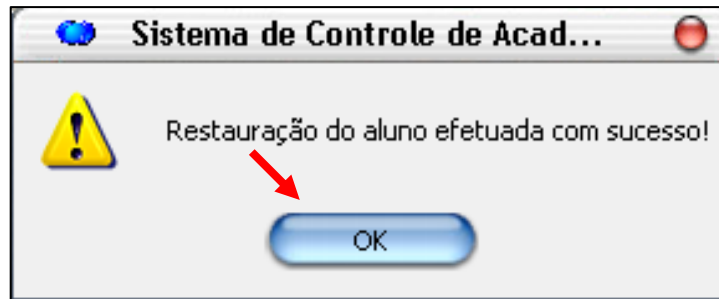 Sistema de Controle de Acad...
Restauração do aluno efetuada com sucesso!
OK